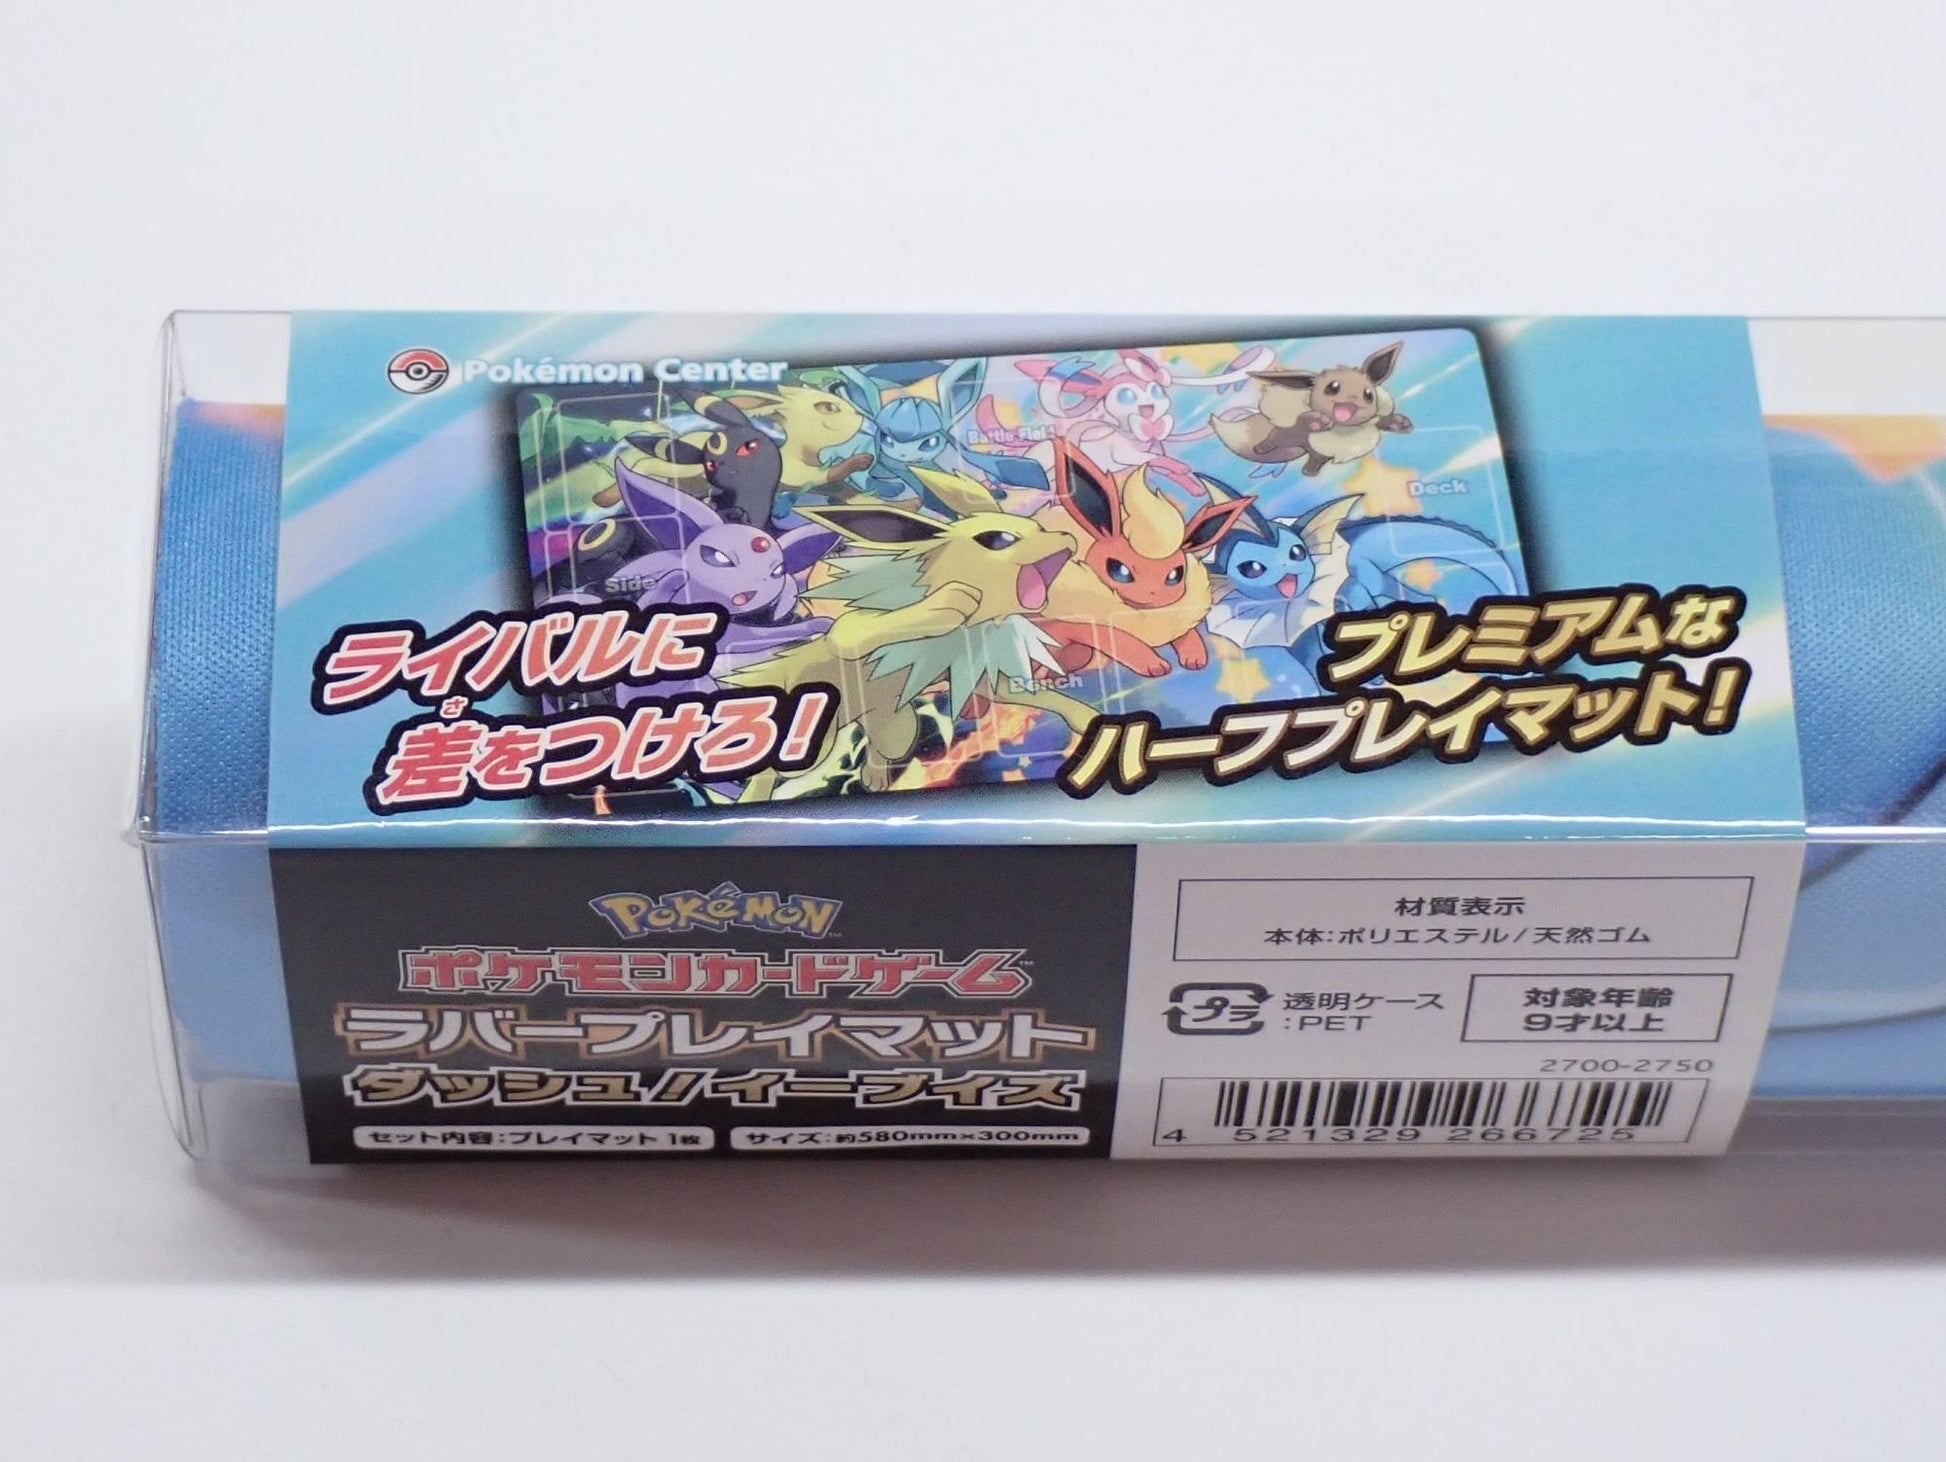 Pokémon Center
Battle Field
Deck
Side
Bench
ライバルに
差をつけろ!
さ
プレミアムな
ハーフプレイマット!
POKéMON
ポケモンカードゲーム™
ラバープレイマット
ダッシュ!イーブイズ
セット内容:プレイマット 1枚
サイズ:約580mm×300mm
材質表示
本体:ポリエステル/天然ゴム
プラ
透明ケース
:PET
対象年齢
9才以上
2700-2750
4 521329 266725